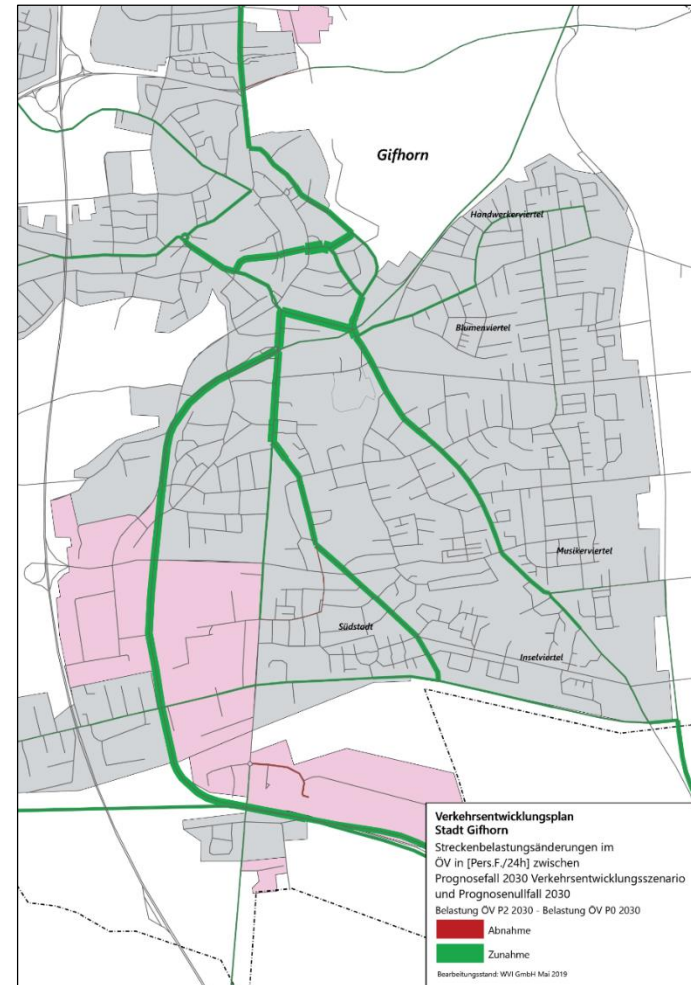 Gifhorn
Handwerkerviertel
Blumenviertel
Musikerviertel
Südstadt
Inselviertel
Verkehrsentwicklungsplan
Stadt Gifhorn
Streckenbelastungsänderungen im
ÖV in [Pers.F./24h] zwischen
Prognosefall 2030 Verkehrsentwicklungsszenario
und Prognosenullfall 2030
Belastung ÖV P2 2030 - Belastung ÖV P0 2030
Abnahme
Zunahme
Bearbeitungsstand: WVI GmbH Mai 2019